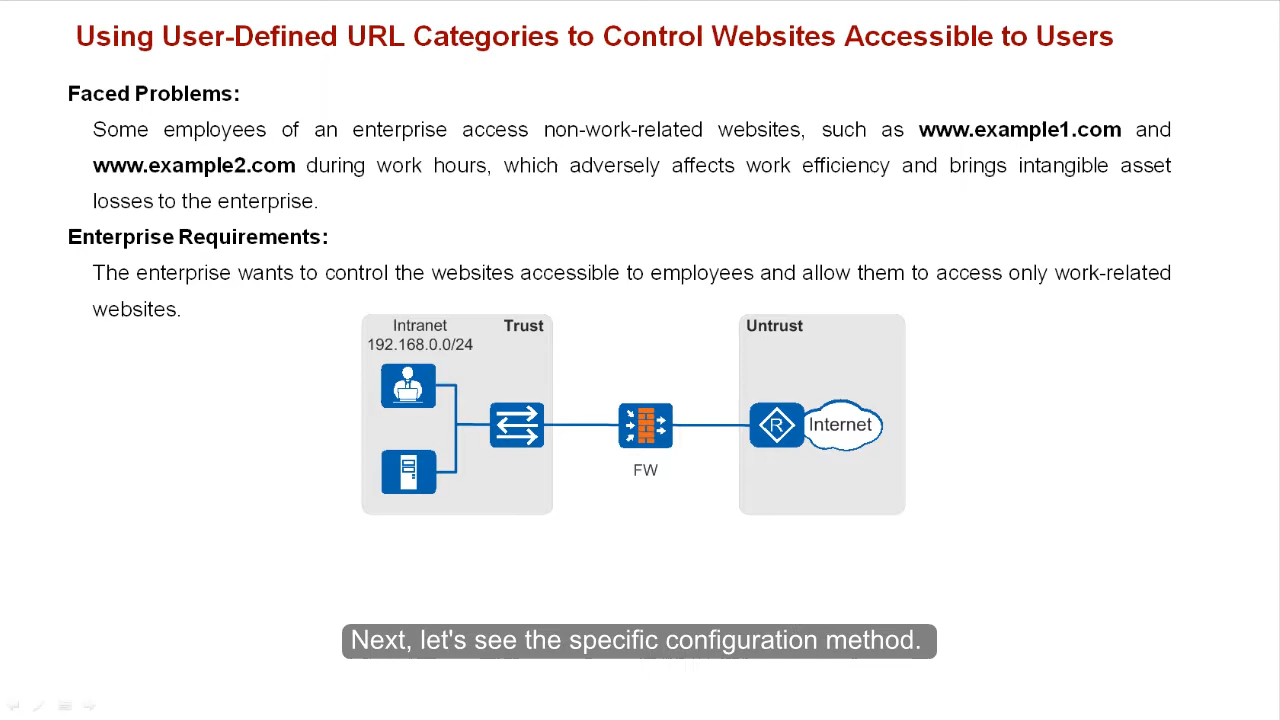 Using User-Defined URL Categories to Control Websites Accessible to Users
Faced Problems:
Some employees of an enterprise access non-work-related websites, such as www.example1.com and
www.example2.com during work hours, which adversely affects work efficiency and brings intangible asset
losses to the enterprise.
Enterprise Requirements:
The enterprise wants to control the websites accessible to employees and allow them to access only work-related
websites.
Intranet
192.168.0.0/24
Trust
Untrust
R
Internet
FW
Next, let's see the specific configuration method.